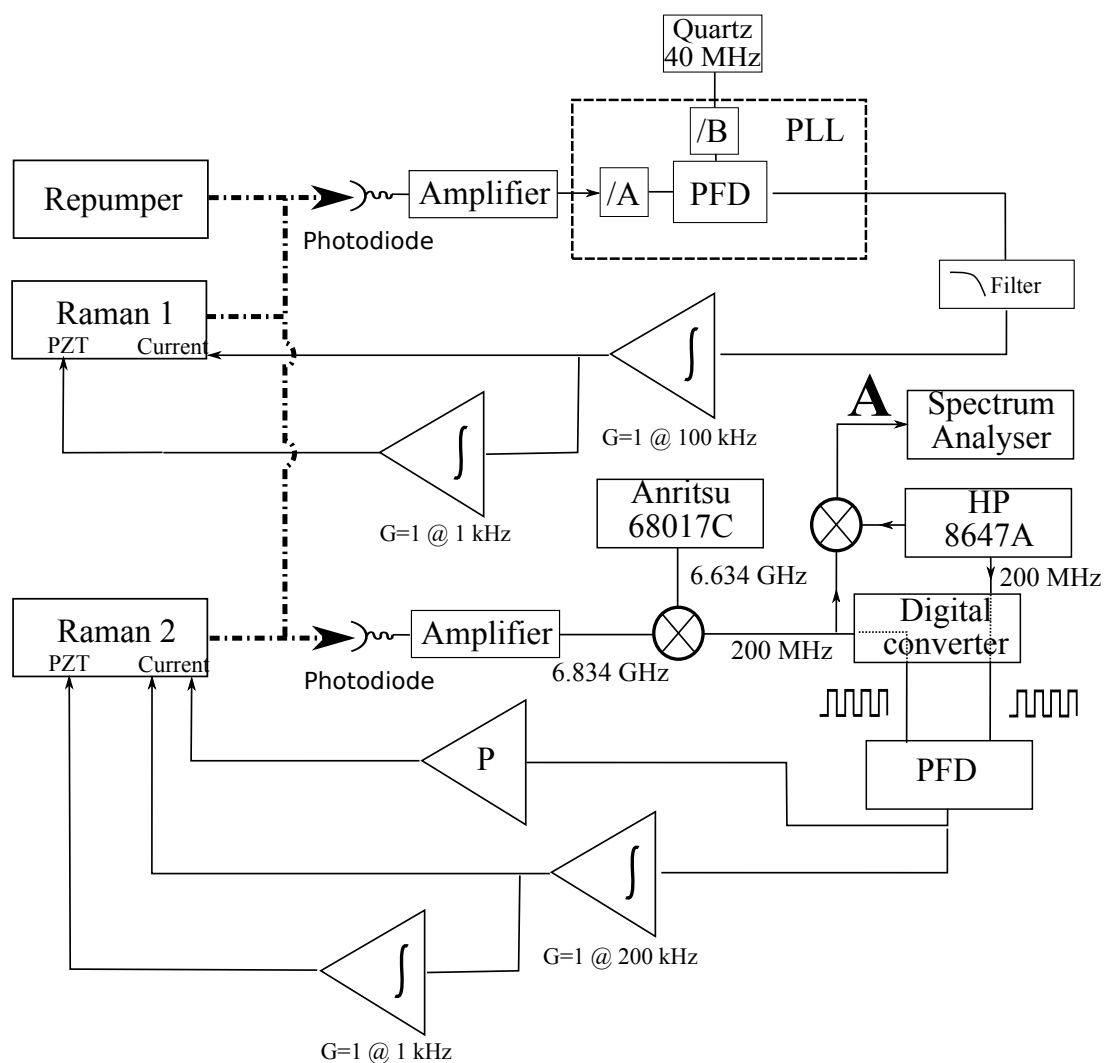 Quartz
40 MHz
/B
PLL
Repumper
Amplifier
/A
PFD
Photodiode
Filter
Raman 1
PZT
Current
∫
G=1 @ 100 kHz
A
Spectrum
Analyser
∫
G=1 @ 1 kHz
Anritsu
68017C
HP
8647A
6.634 GHz
200 MHz
Raman 2
PZT
Current
Amplifier
Digital
converter
200 MHz
6.834 GHz
Photodiode
P
PFD
∫
G=1 @ 200 kHz
∫
G=1 @ 1 kHz